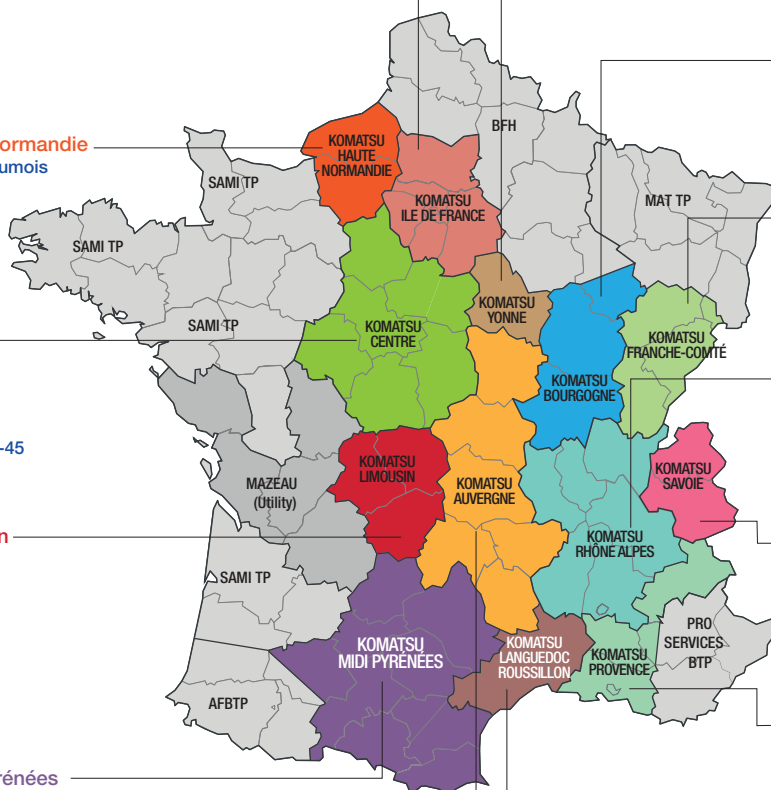 BFH
ormandie
umois
KOMATSU
HAUTE
NORMANDIE
SAMI TP
KOMATSU
ILE DE FRANCE
MAT TP
SAMI TP
SAMI TP
KOMATSU
CENTRE
KOMATSU
YONNE
KOMATSU
FRANCHE-COMTÉ
KOMATSU
BOURGOGNE
-45
KOMATSU
LIMOUSIN
KOMATSU
SAVOIE
MAZEAU
(Utility)
KOMATSU
AUVERGNE
n
KOMATSU
RHÔNE ALPES
SAMI TP
PRO
SERVICES
BTP
KOMATSU
MIDI PYRÉNÉES
KOMATSU
LANGUEDOC
ROUSSILLON
KOMATSU
PROVENCE
AFBTP
rénées